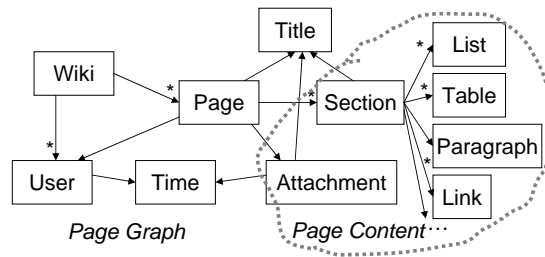 Title
List
*
Wiki
*
Page
*
Section
*
Table
*
Paragraph
*
User
Time
Attachment
*
Link
...
Page Graph
Page Content